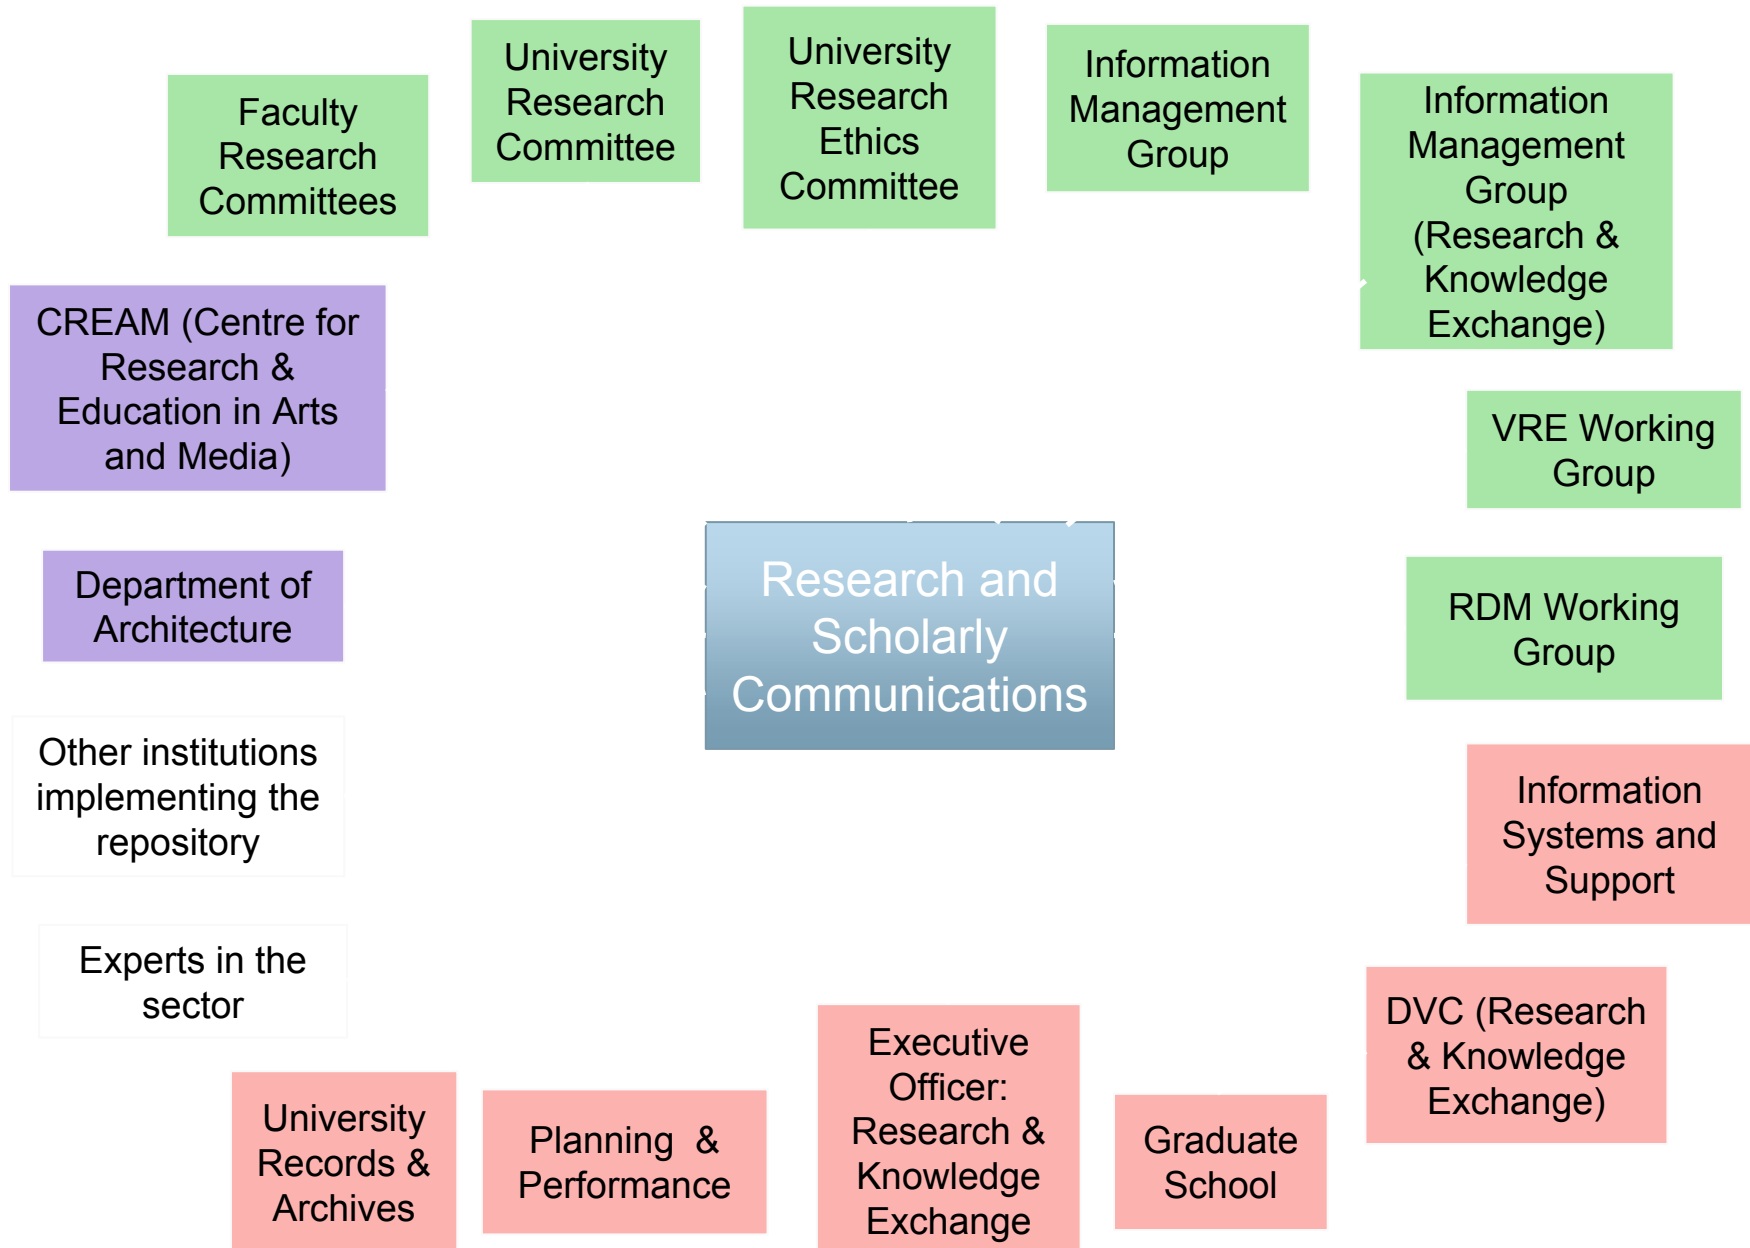 Faculty
Research
Committees
University
Research
Committee
University
Research
Ethics
Committee
Information
Management
Group
Information
Management
Group
(Research &
Knowledge
Exchange)
CREAM (Centre for
Research &
Education in Arts
and Media)
VRE Working
Group
Department of
Architecture
Research and
Scholarly
Communications
RDM Working
Group
Other institutions
implementing the
repository
Information
Systems and
Support
Experts in the
sector
DVC (Research
& Knowledge
Exchange)
University
Records &
Archives
Planning & 
Performance
Executive
Officer:
Research &
Knowledge
Exchange
Graduate
School